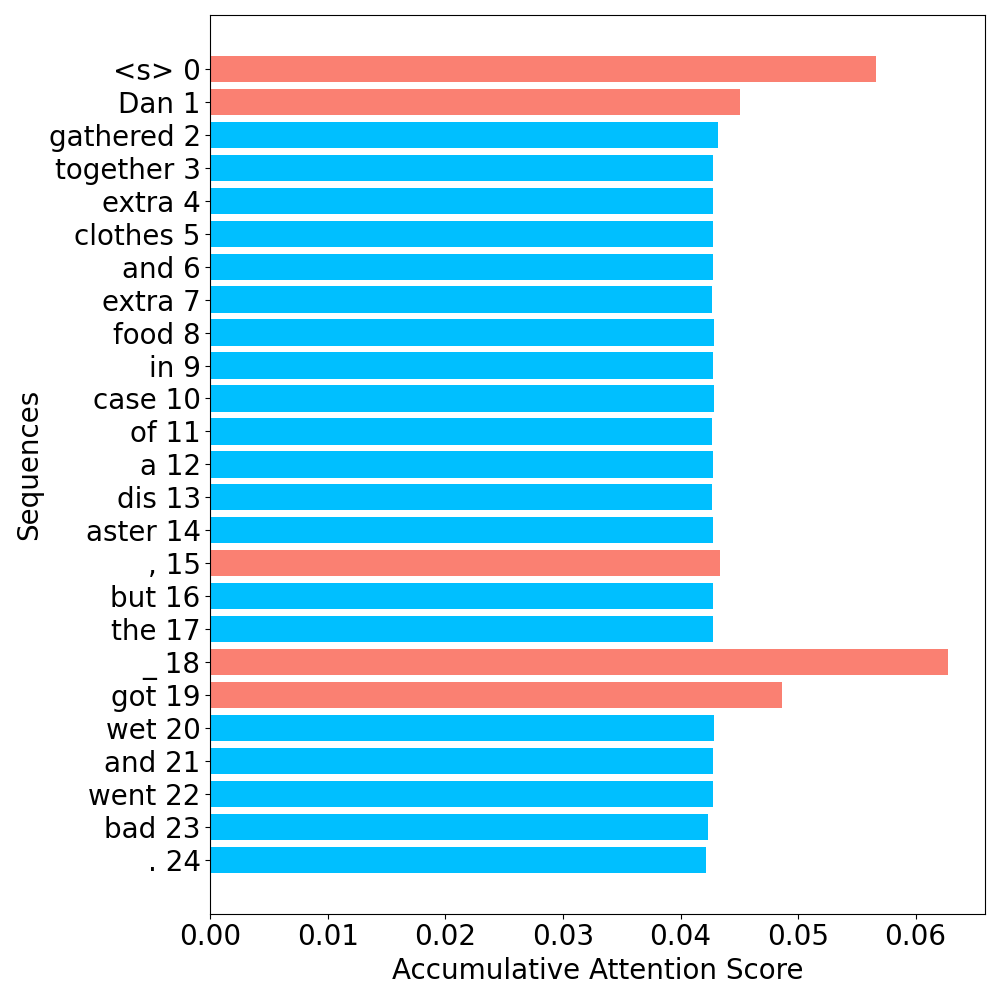 <s> 0
Dan 1
gathered 2
together 3
extra 4
clothes 5
and 6
extra 7
food 8
in 9
case 10
of 11
a 12
dis 13
aster 14
, 15
but 16
the 17
_ 18
got 19
wet 20
and 21
went 22
bad 23
. 24
Sequences
0.00 0.01 0.02 0.03 0.04 0.05 0.06
Accumulative Attention Score